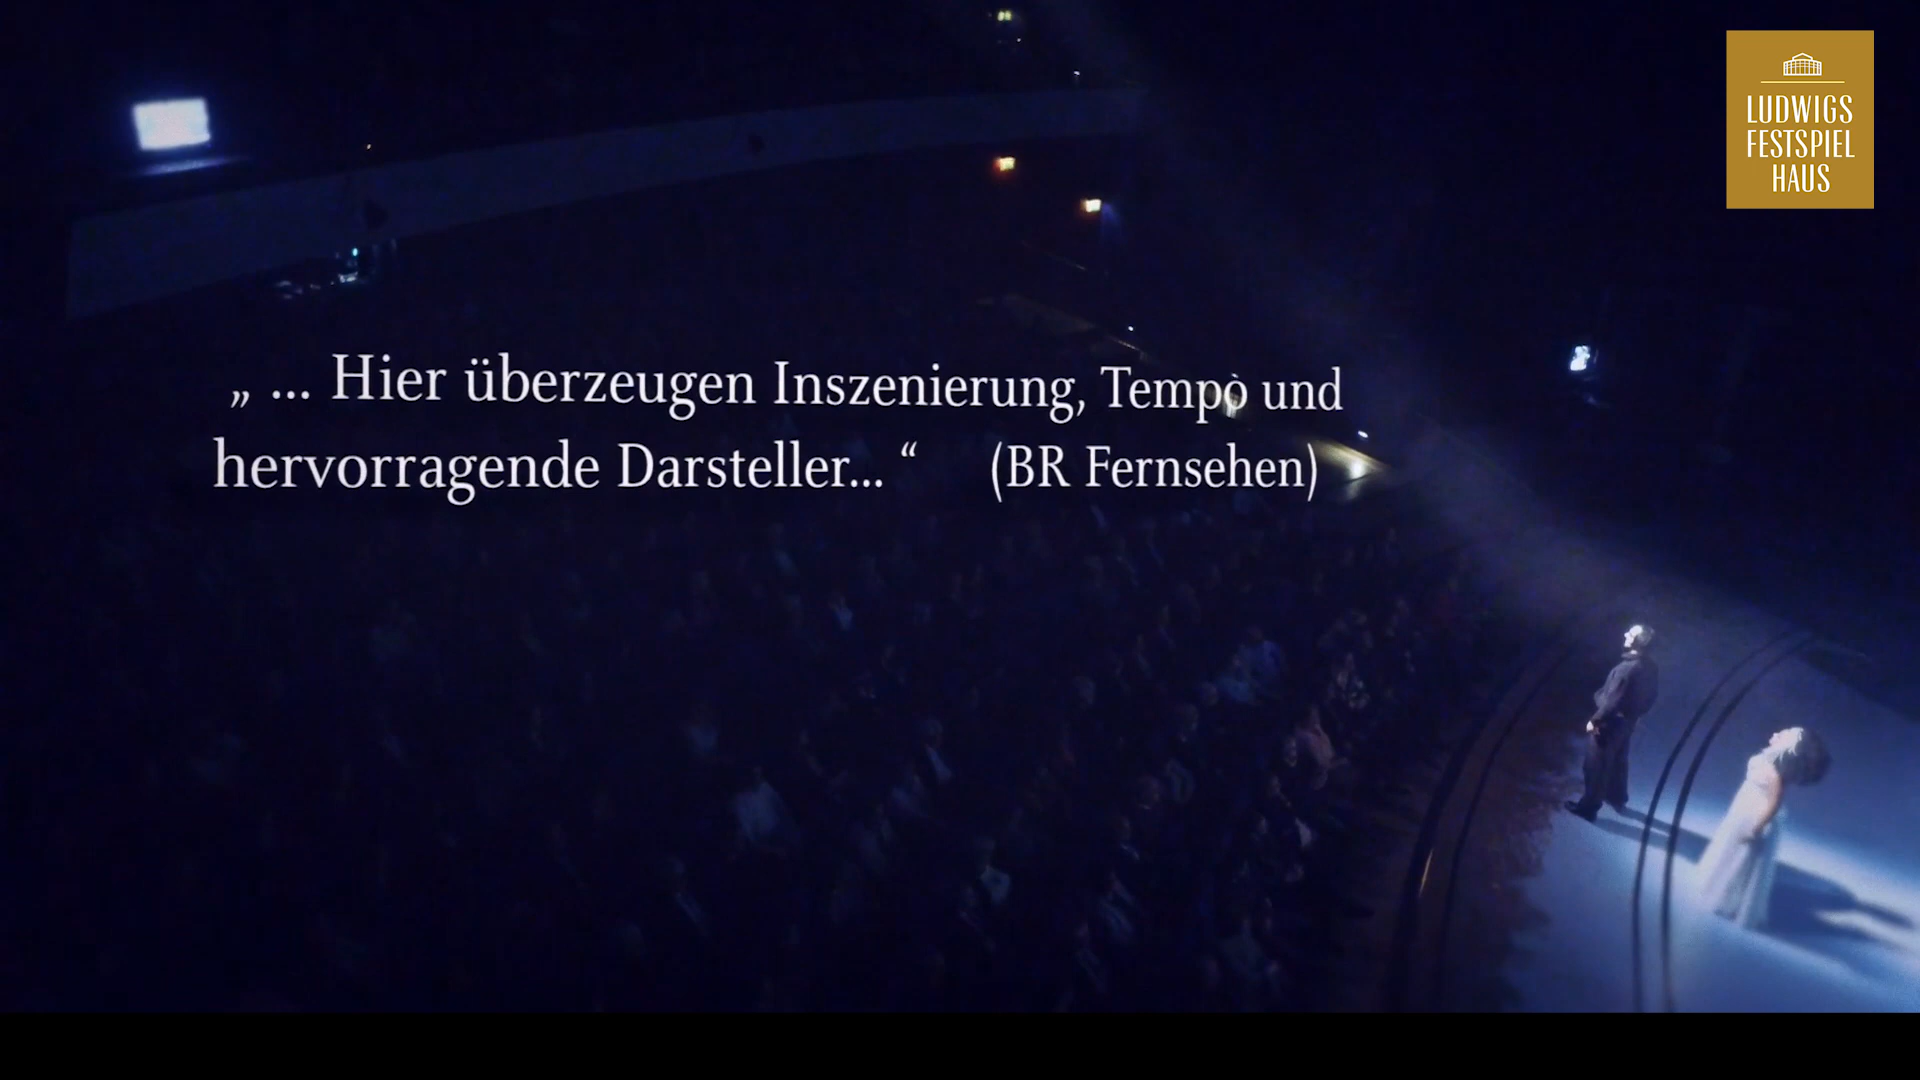 „ ... Hier überzeugen Inszenierung, Tempo und
hervorragende Darsteller... “ (BR Fernsehen)
LUDWIGS
FESTSPIEL
HAUS